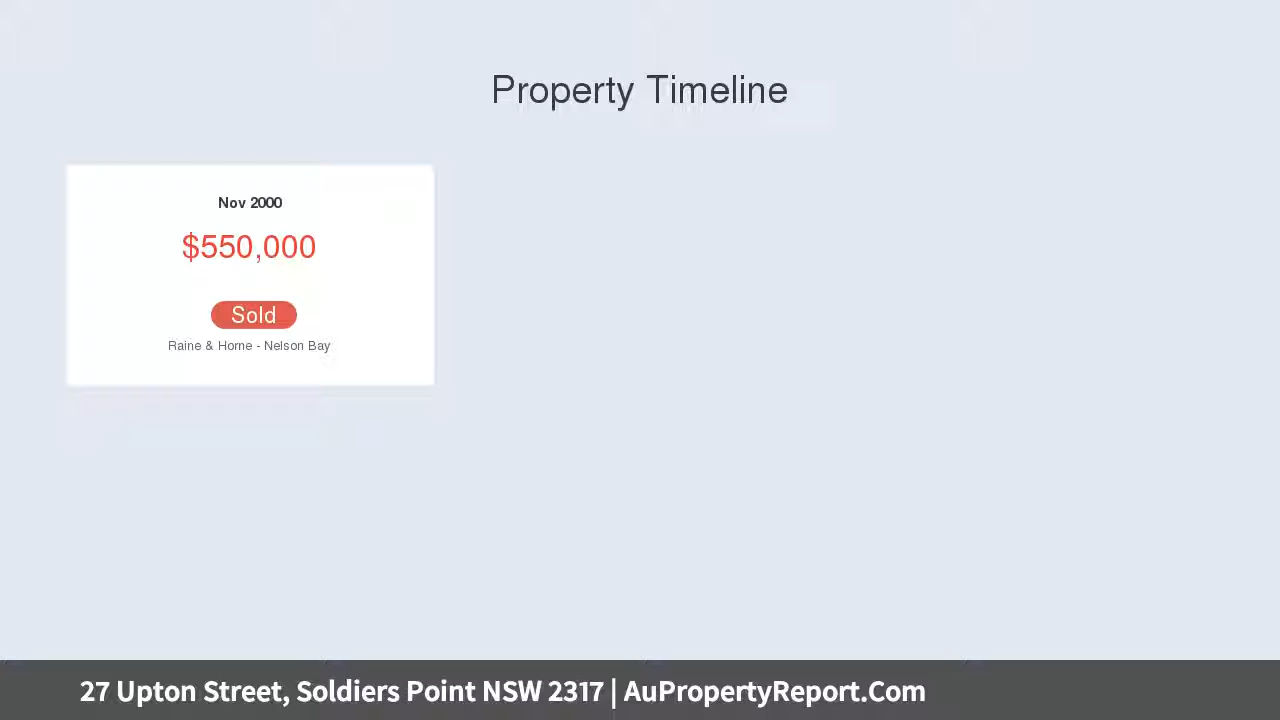 Property Timeline
Nov 2000
$550,000
Sold
Raine & Horne - Nelson Bay
27 Upton Street, Soldiers Point NSW 2317 | AuPropertyReport.Com